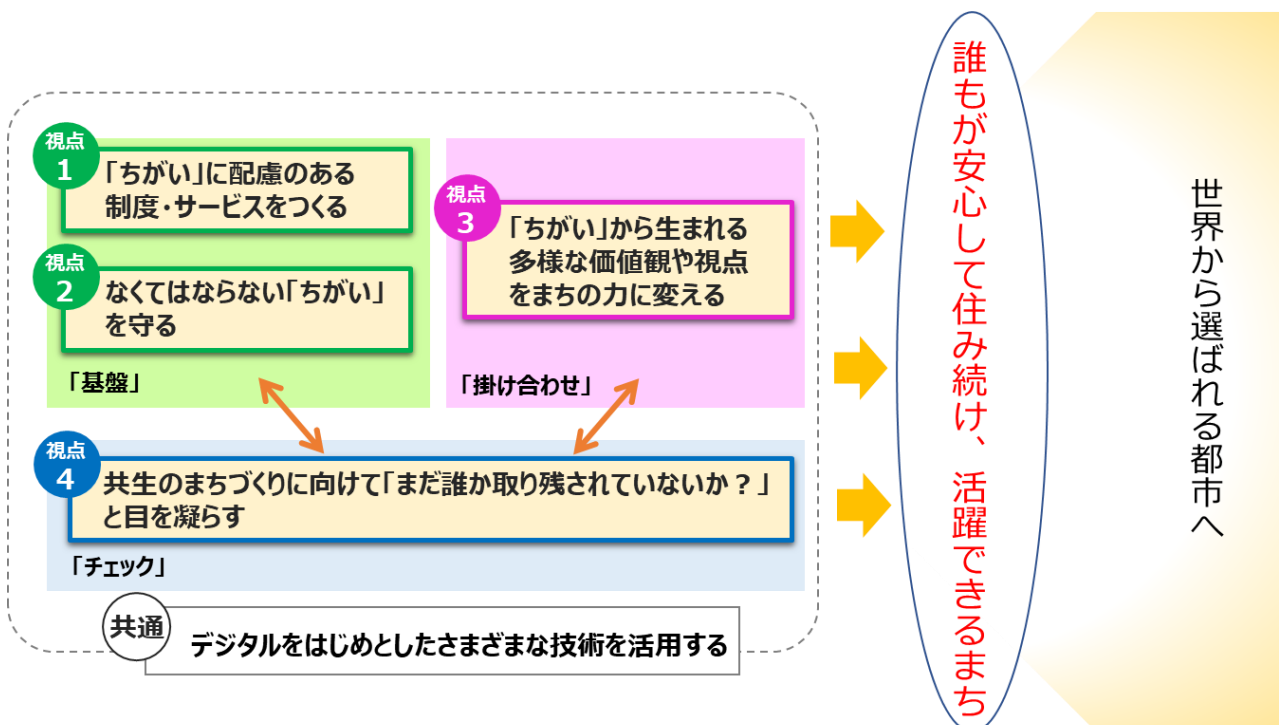 視点
1
「ちがい」に配慮のある
制度・サービスをつくる
視点
2
なくてはならない「ちがい」
を守る
「基盤」
視点
3
「ちがい」から生まれる
多様な価値観や視点
をまちの力に変える
「掛け合わせ」
視点
4
共生のまちづくりに向けて「まだ誰か取り残されていないか？」
と目を凝らす
「チェック」
共通
デジタルをはじめとしたさまざまな技術を活用する
誰もが安心して住み続け、活躍できるまち
世界から選ばれる都市へ